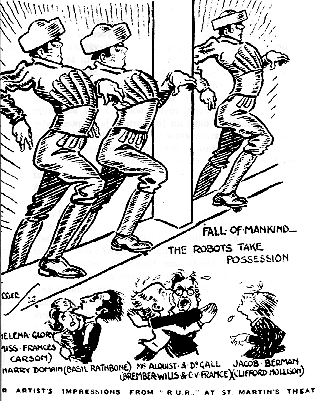 FALL-OF-MANKIND—
THE ROBOTS TAKE
POSSESSION
HELENA GLORY
MISS FRANCES
CARSON)
HARRY DOMAIN (BASIL RATHBONE)
MR ALQUIST & DR GALL
(BREMBER WILLS & C.V. FRANCE)
JACOB BERMAN
(CLIFFORD MOLLISON)
ARTIST'S IMPRESSIONS FROM "R.U.R.," AT ST. MARTIN'S THEAT